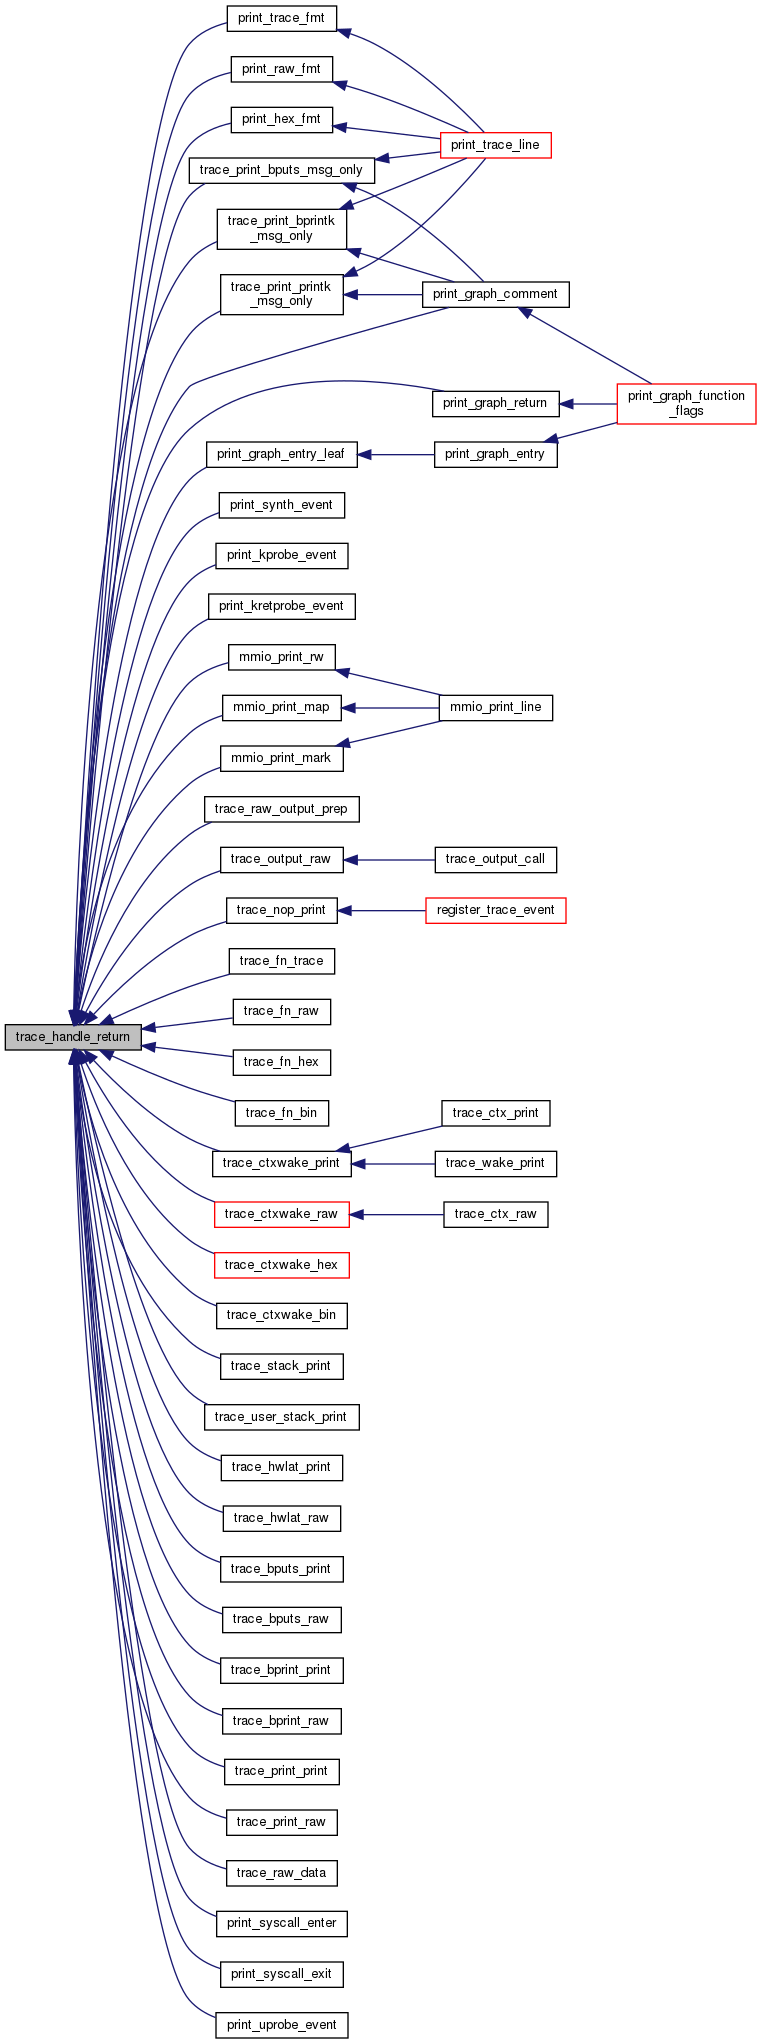 print_trace_fmt
print_raw_fmt
print_hex_fmt
print_trace_line
trace_print_bputs_msg_only
trace_print_bprintk
_msg_only
trace_print_printk
_msg_only
print_graph_comment
print_graph_function
_flags
print_graph_return
print_graph_entry_leaf
print_graph_entry
print_synth_event
print_kprobe_event
print_kretprobe_event
mmio_print_rw
mmio_print_map
mmio_print_line
mmio_print_mark
trace_raw_output_prep
trace_output_raw
trace_output_call
trace_nop_print
register_trace_event
trace_fn_trace
trace_fn_raw
trace_handle_return
trace_fn_hex
trace_fn_bin
trace_ctx_print
trace_ctxwake_print
trace_wake_print
trace_ctxwake_raw
trace_ctx_raw
trace_ctxwake_hex
trace_ctxwake_bin
trace_stack_print
trace_user_stack_print
trace_hwlat_print
trace_hwlat_raw
trace_bputs_print
trace_bputs_raw
trace_bprint_print
trace_bprint_raw
trace_print_print
trace_print_raw
trace_raw_data
print_syscall_enter
print_syscall_exit
print_uprobe_event